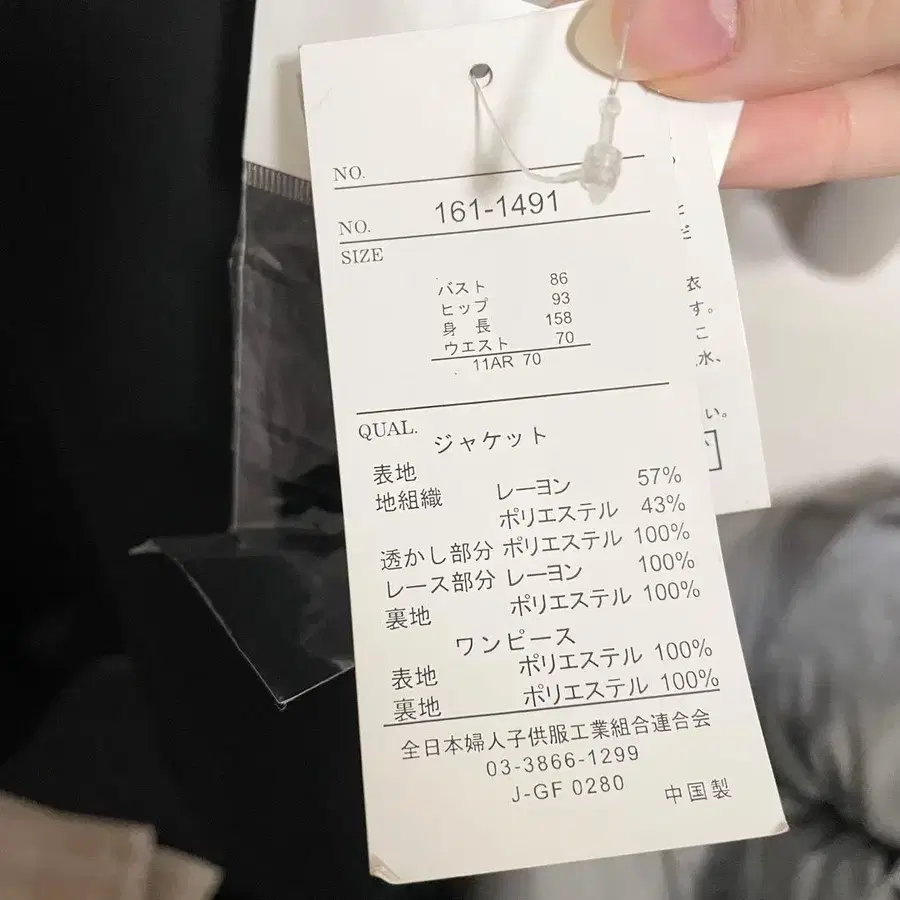 NO.
NO. 161-1491
SIZE
バスト 86
ヒップ 93
身 長 158
ウエスト 70
11AR 70
QUAL. ジャケット
表地
地組織 レーヨン 57%
ポリエステル 43%
透かし部分 ポリエステル 100%
レース部分 レーヨン 100%
裏地 ポリエステル 100%
ワンピース
表地 ポリエステル 100%
裏地 ポリエステル 100%
全日本婦人子供服工業組合連合会
03-3866-1299
J-GF 0280 中国製
衣
す。
こ
水、
い。